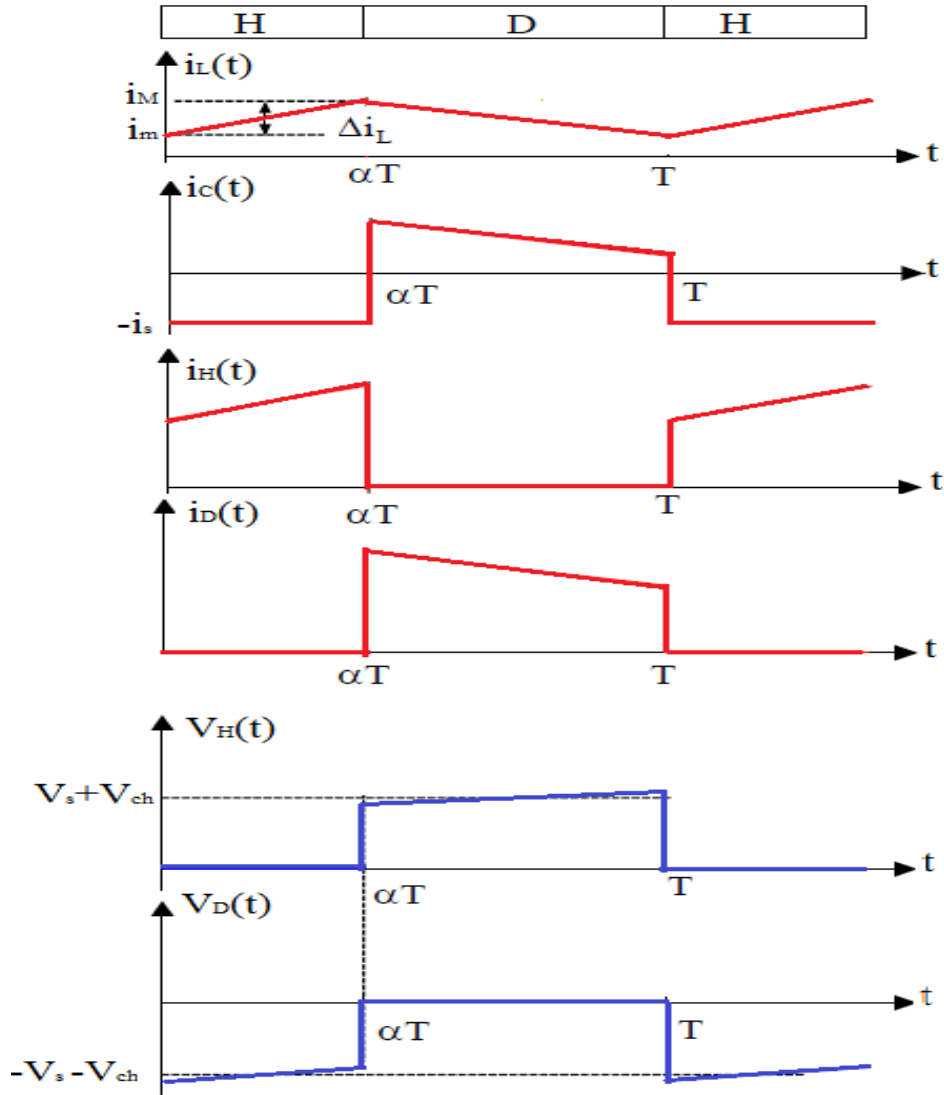 H D H
iL(t)
iM
im
ΔiL
t
αT T
iC(t)
t
αT T
-is
iH(t)
t
αT T
iD(t)
t
αT T
VH(t)
Vs+Vch
t
αT T
VD(t)
t
αT T
-Vs -Vch